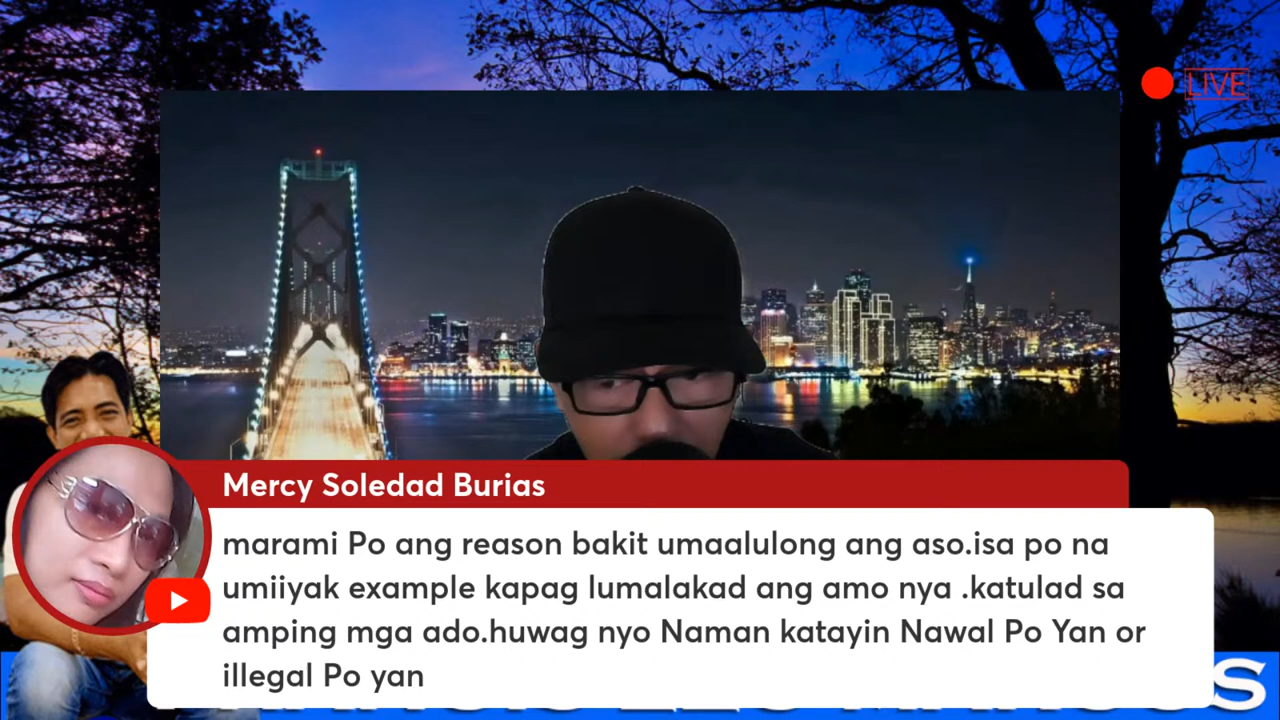 LIVE
Mercy Soledad Burias
marami Po ang reason bakit umaalulong ang aso.isa po na
umiiyak example kapag lumalakad ang amo nya .katulad sa
amping mga ado.huwag nyo Naman katayin Nawal Po Yan or
illegal Po yan